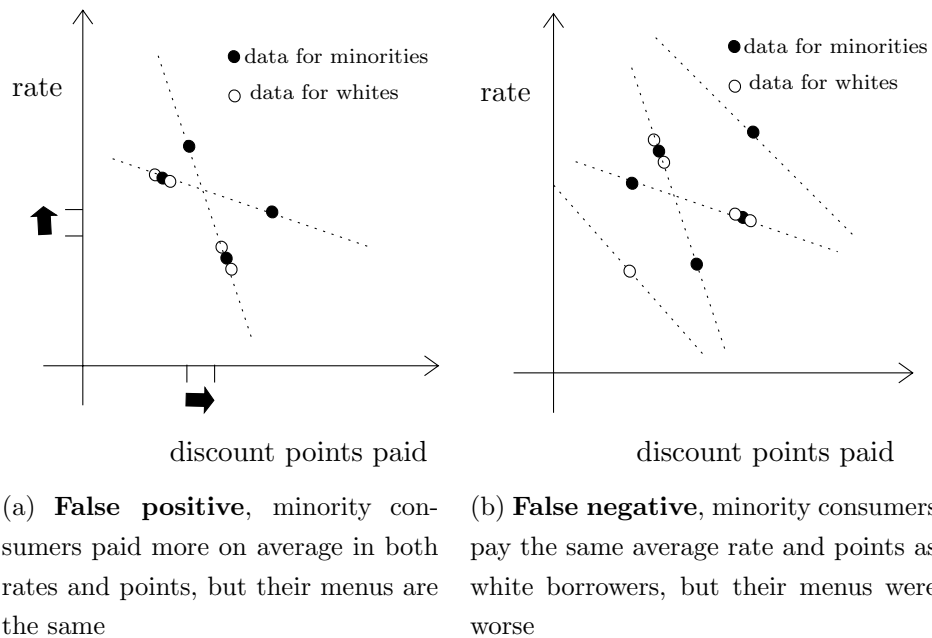 rate
data for minorities
data for whites
discount points paid
(a) False positive, minority con-
sumers paid more on average in both
rates and points, but their menus are
the same
rate
data for minorities
data for whites
discount points paid
(b) False negative, minority consumers
pay the same average rate and points as
white borrowers, but their menus were
worse